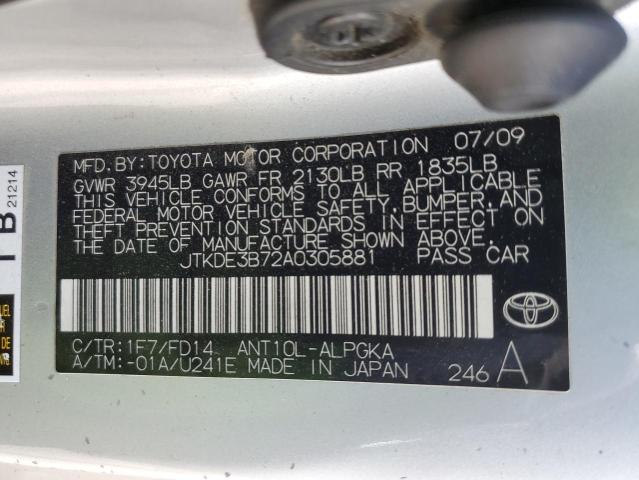 MFD.BY:TOYOTA MOTOR CORPORATION 07/09
GVWR 3945LB GAWR FR 2130LB RR 1835LB
THIS VEHICLE CONFORMS TO ALL APPLICABLE
FEDERAL MOTOR VEHICLE SAFETY,BUMPER,AND
THEFT PREVENTION STANDARDS IN EFFECT ON
THE DATE OF MANUFACTURE SHOWN ABOVE.
JTKDE3B72A0305881 PASS CAR
C/TR:1F7/FD14 ANT10L-ALPGKA
A/TM:-01A/U241E MADE IN JAPAN
246 A
21214
DE